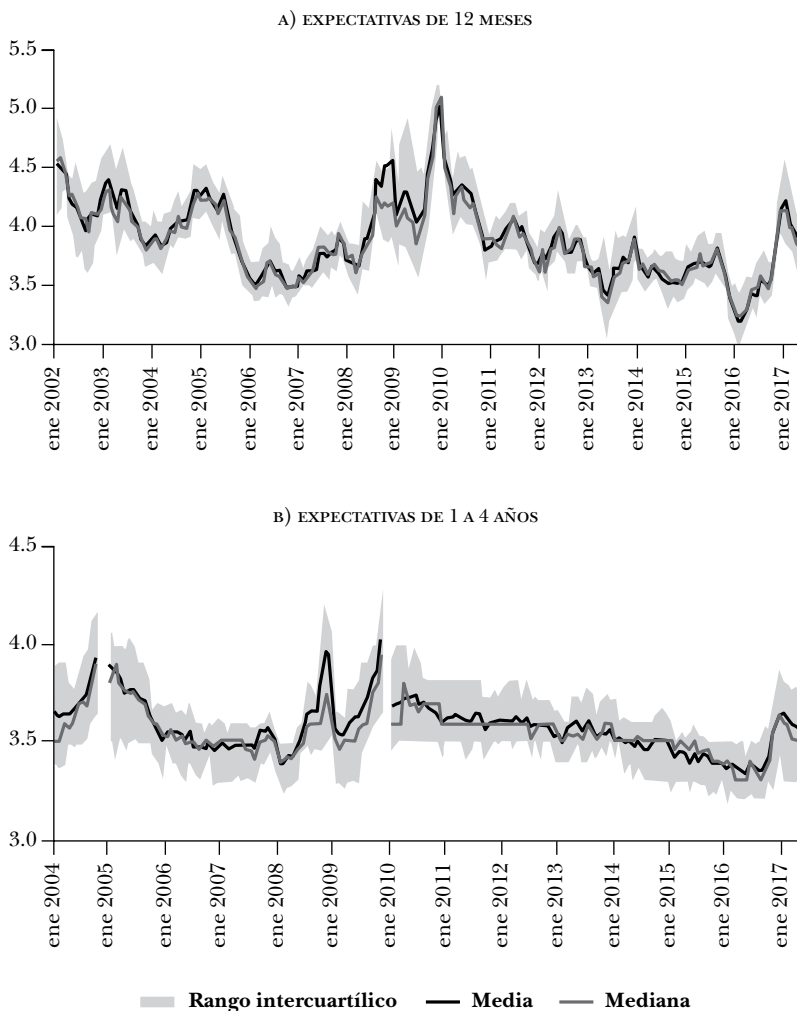 A) EXPECTATIVAS DE 12 MESES
5.5
5.0
4.5
4.0
3.5
3.0
ene 2002
ene 2003
ene 2004
ene 2005
ene 2006
ene 2007
ene 2008
ene 2009
ene 2010
ene 2011
ene 2012
ene 2013
ene 2014
ene 2015
ene 2016
ene 2017
B) EXPECTATIVAS DE 1 A 4 AÑOS
4.5
4.0
3.5
3.0
ene 2004
ene 2005
ene 2006
ene 2007
ene 2008
ene 2009
ene 2010
ene 2011
ene 2012
ene 2013
ene 2014
ene 2015
ene 2016
ene 2017
Rango intercuartílico Media Mediana